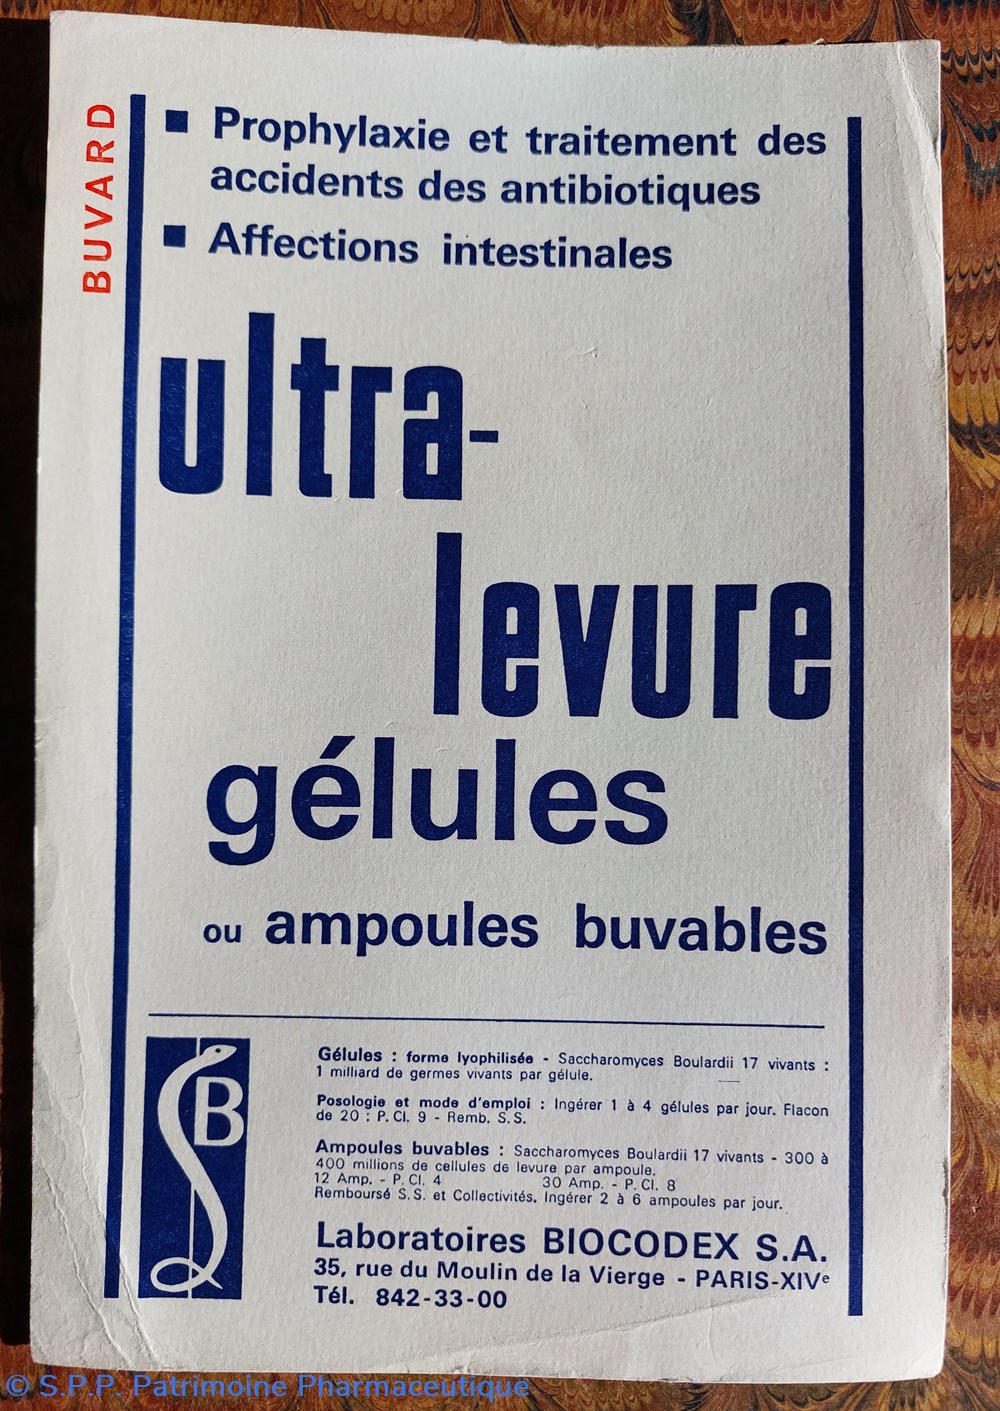 BUVARD
■ Prophylaxie et traitement des
accidents des antibiotiques
■ Affections intestinales
ultra-
levure
gélules
ou ampoules buvables
B
Gélules : forme lyophilisée - Saccharomyces Boulardii 17 vivants :
1 milliard de germes vivants par gélule.
Posologie et mode d'emploi : Ingérer 1 à 4 gélules par jour. Flacon
de 20 : P. Cl. 9 - Remb. S. S.
Ampoules buvables : Saccharomyces Boulardii 17 vivants - 300 à
400 millions de cellules de levure par ampoule.
12 Amp. - P. Cl. 4 30 Amp. - P. Cl. 8
Remboursé S. S. et Collectivités. Ingérer 2 à 6 ampoules par jour.
Laboratoires BIOCODEX S.A.
35, rue du Moulin de la Vierge - PARIS-XIVe
Tél. 842-33-00
© S.P.P. Patrimoine Pharmaceutique